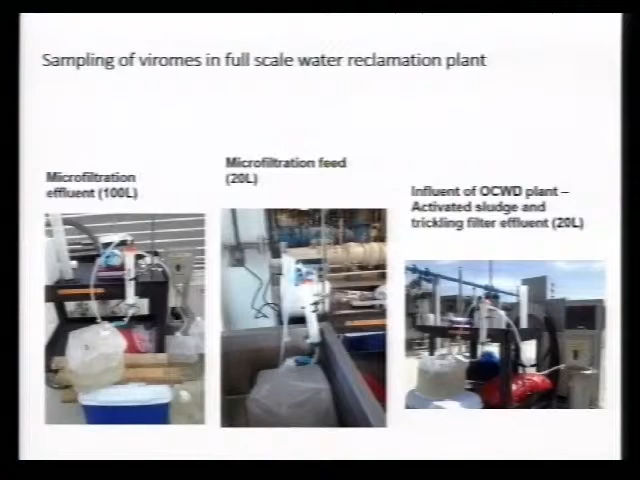 Sampling of viromes in full scale water reclamation plant
Microfiltration
effluent (100L)
Microfiltration feed
(20L)
Influent of OCWD plant –
Activated sludge and
trickling filter effluent (20L)